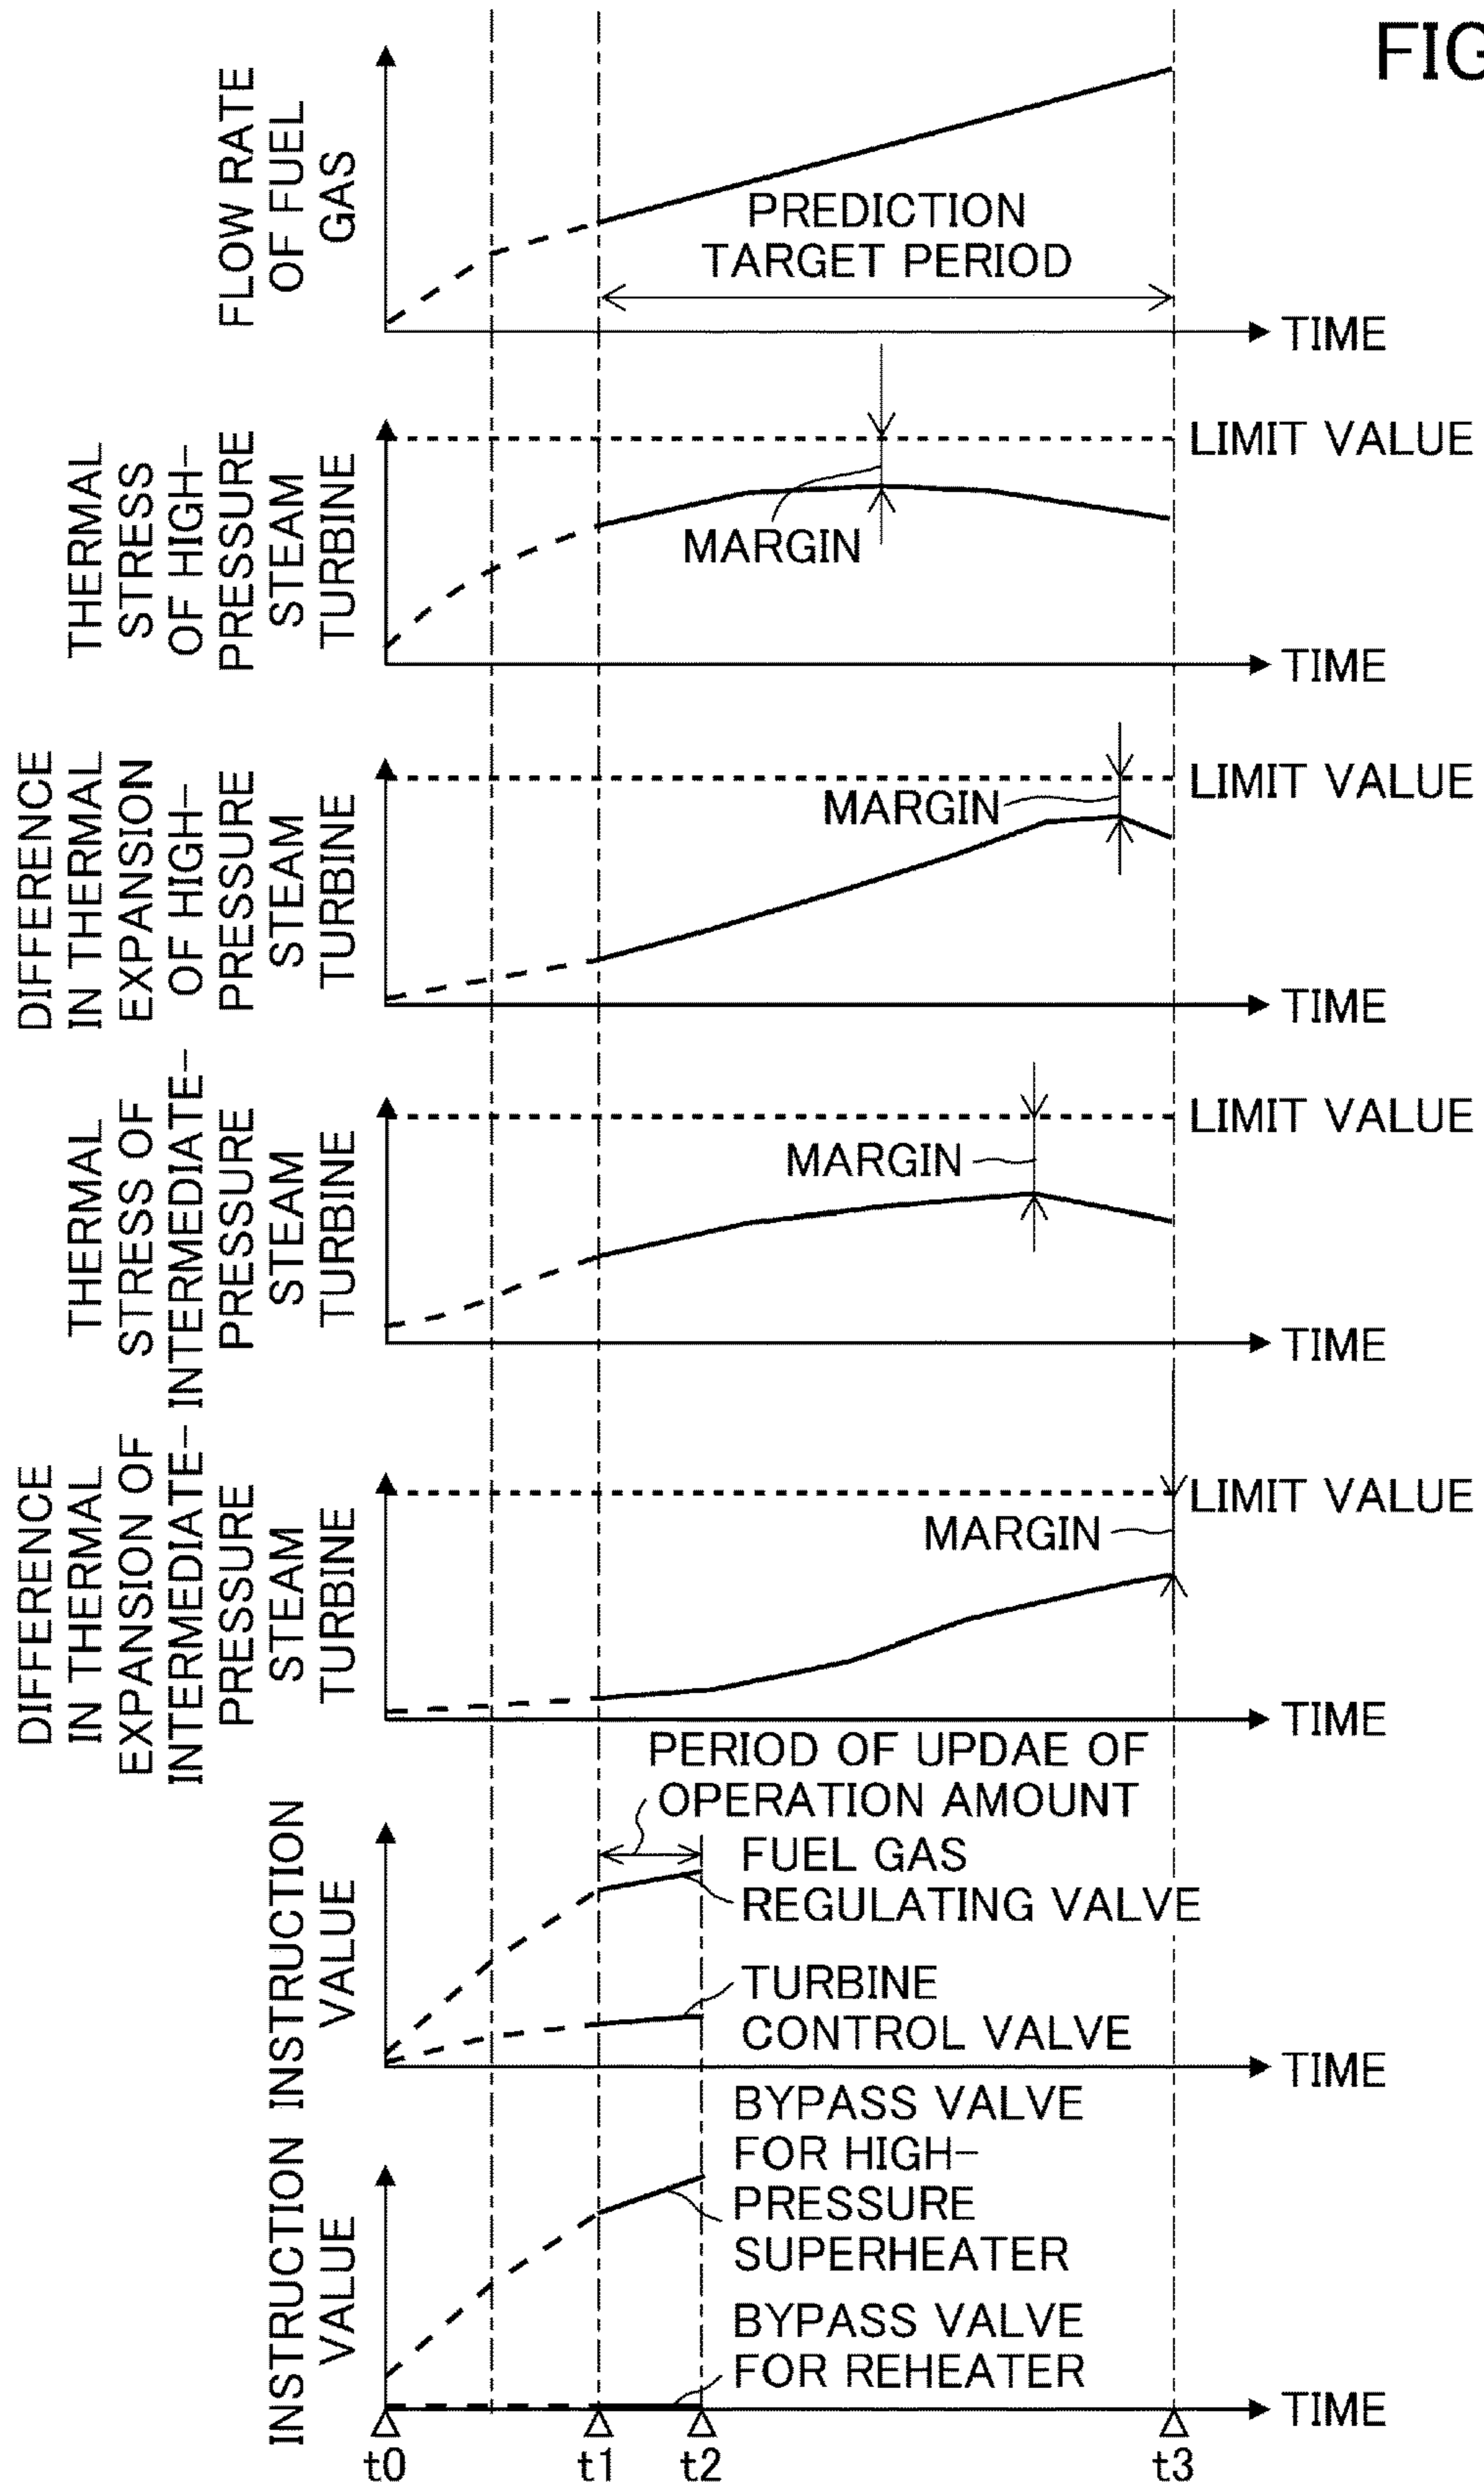 FIG
FLOW RATE
OF FUEL
GAS
PREDICTION
TARGET PERIOD
TIME
THERMAL
STRESS
OF HIGH-
PRESSURE
STEAM
TURBINE
LIMIT VALUE
MARGIN
TIME
DIFFERENCE
IN THERMAL
EXPANSION
OF HIGH-
PRESSURE
STEAM
TURBINE
LIMIT VALUE
MARGIN
TIME
THERMAL
STRESS OF
INTERMEDIATE-
PRESSURE
STEAM
TURBINE
LIMIT VALUE
MARGIN
TIME
DIFFERENCE
IN THERMAL
EXPANSION OF
INTERMEDIATE-
PRESSURE
STEAM
TURBINE
LIMIT VALUE
MARGIN
TIME
PERIOD OF UPDAE OF
OPERATION AMOUNT
INSTRUCTION
VALUE
FUEL GAS
REGULATING VALVE
TURBINE
CONTROL VALVE
TIME
INSTRUCTION
VALUE
BYPASS VALVE
FOR HIGH-
PRESSURE
SUPERHEATER
BYPASS VALVE
FOR REHEATER
TIME
t0 t1 t2 t3